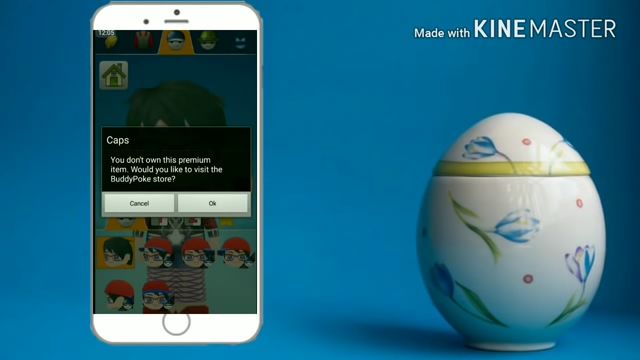 12:05
Made with KINEMASTER
Caps
You don't own this premium
item. Would you like to visit the
BuddyPoke store?
Cancel
Ok